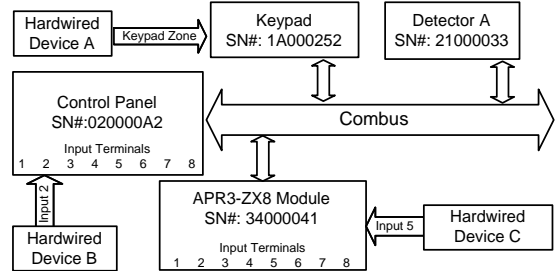 Hardwired
Device A
Keypad Zone
Keypad
SN#: 1A000252
Detector A
SN#: 21000033
Control Panel
SN#:020000A2
Input Terminals
1 2 3 4 5 6 7 8
Combus
Input 2
Hardwired
Device B
APR3-ZX8 Module
SN#: 34000041
Input Terminals
1 2 3 4 5 6 7 8
Input 5
Hardwired
Device C